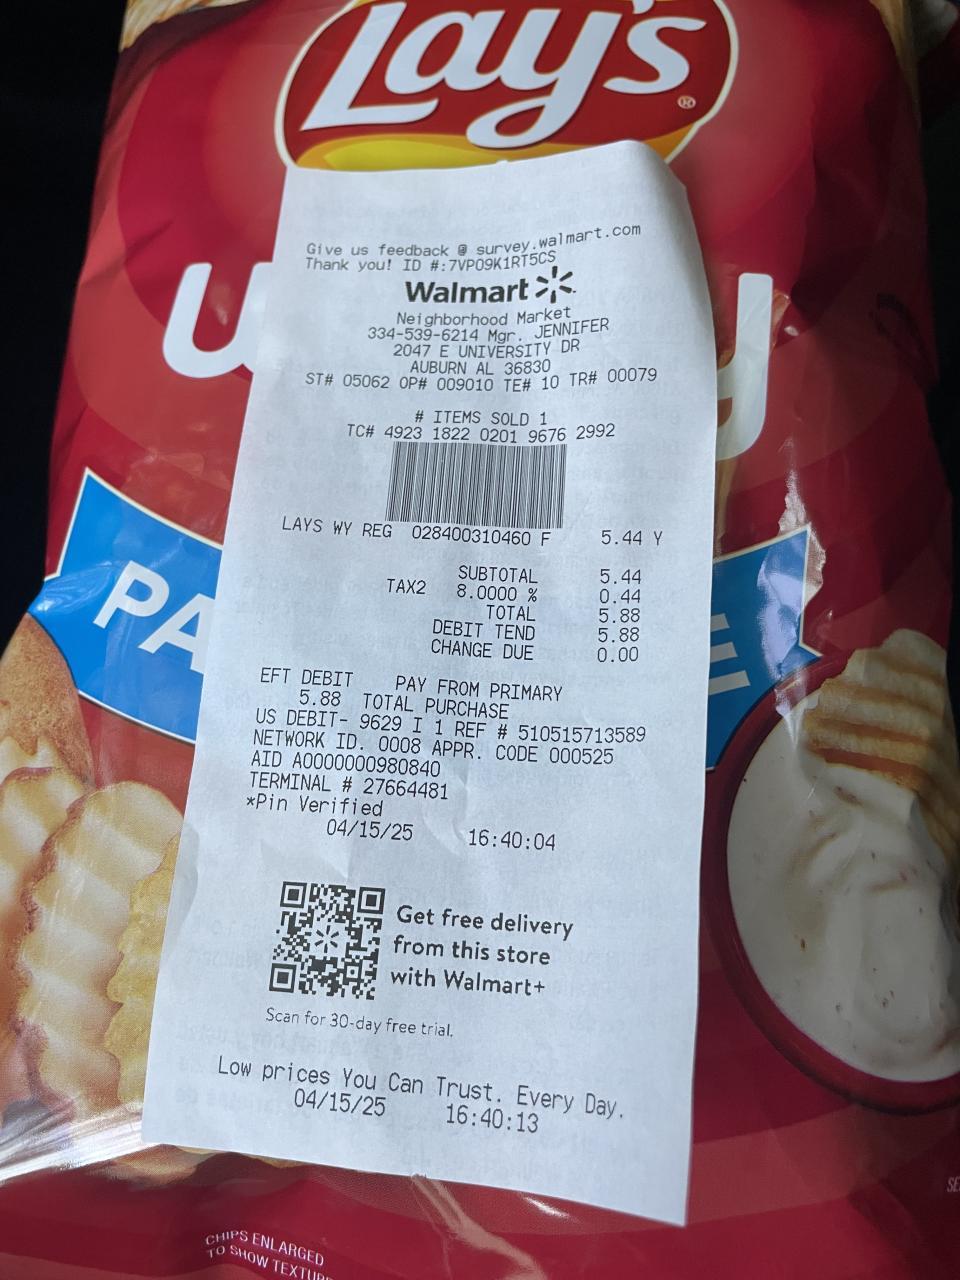 Lay's
®
Give us feedback @ survey.walmart.com
Thank you! ID #:7VP09K1RT5CS
Walmart
Neighborhood Market
334-539-6214 Mgr. JENNIFER
2047 E UNIVERSITY DR
AUBURN AL 36830
ST# 05062 OP# 009010 TE# 10 TR# 00079
# ITEMS SOLD 1
TC# 4923 1822 0201 9676 2992
LAYS WY REG 028400310460 F 5.44 Y
SUBTOTAL 5.44
TAX2 8.0000 % 0.44
TOTAL 5.88
DEBIT TEND 5.88
CHANGE DUE 0.00
EFT DEBIT PAY FROM PRIMARY
5.88 TOTAL PURCHASE
US DEBIT- 9629 I 1 REF # 510515713589
NETWORK ID. 0008 APPR. CODE 000525
AID A0000000980840
TERMINAL # 27664481
*Pin Verified
04/15/25 16:40:04
Get free delivery
from this store
with Walmart+
Scan for 30-day free trial.
Low prices You Can Trust. Every Day.
04/15/25 16:40:13
CHIPS ENLARGED
TO SHOW TEXTURE